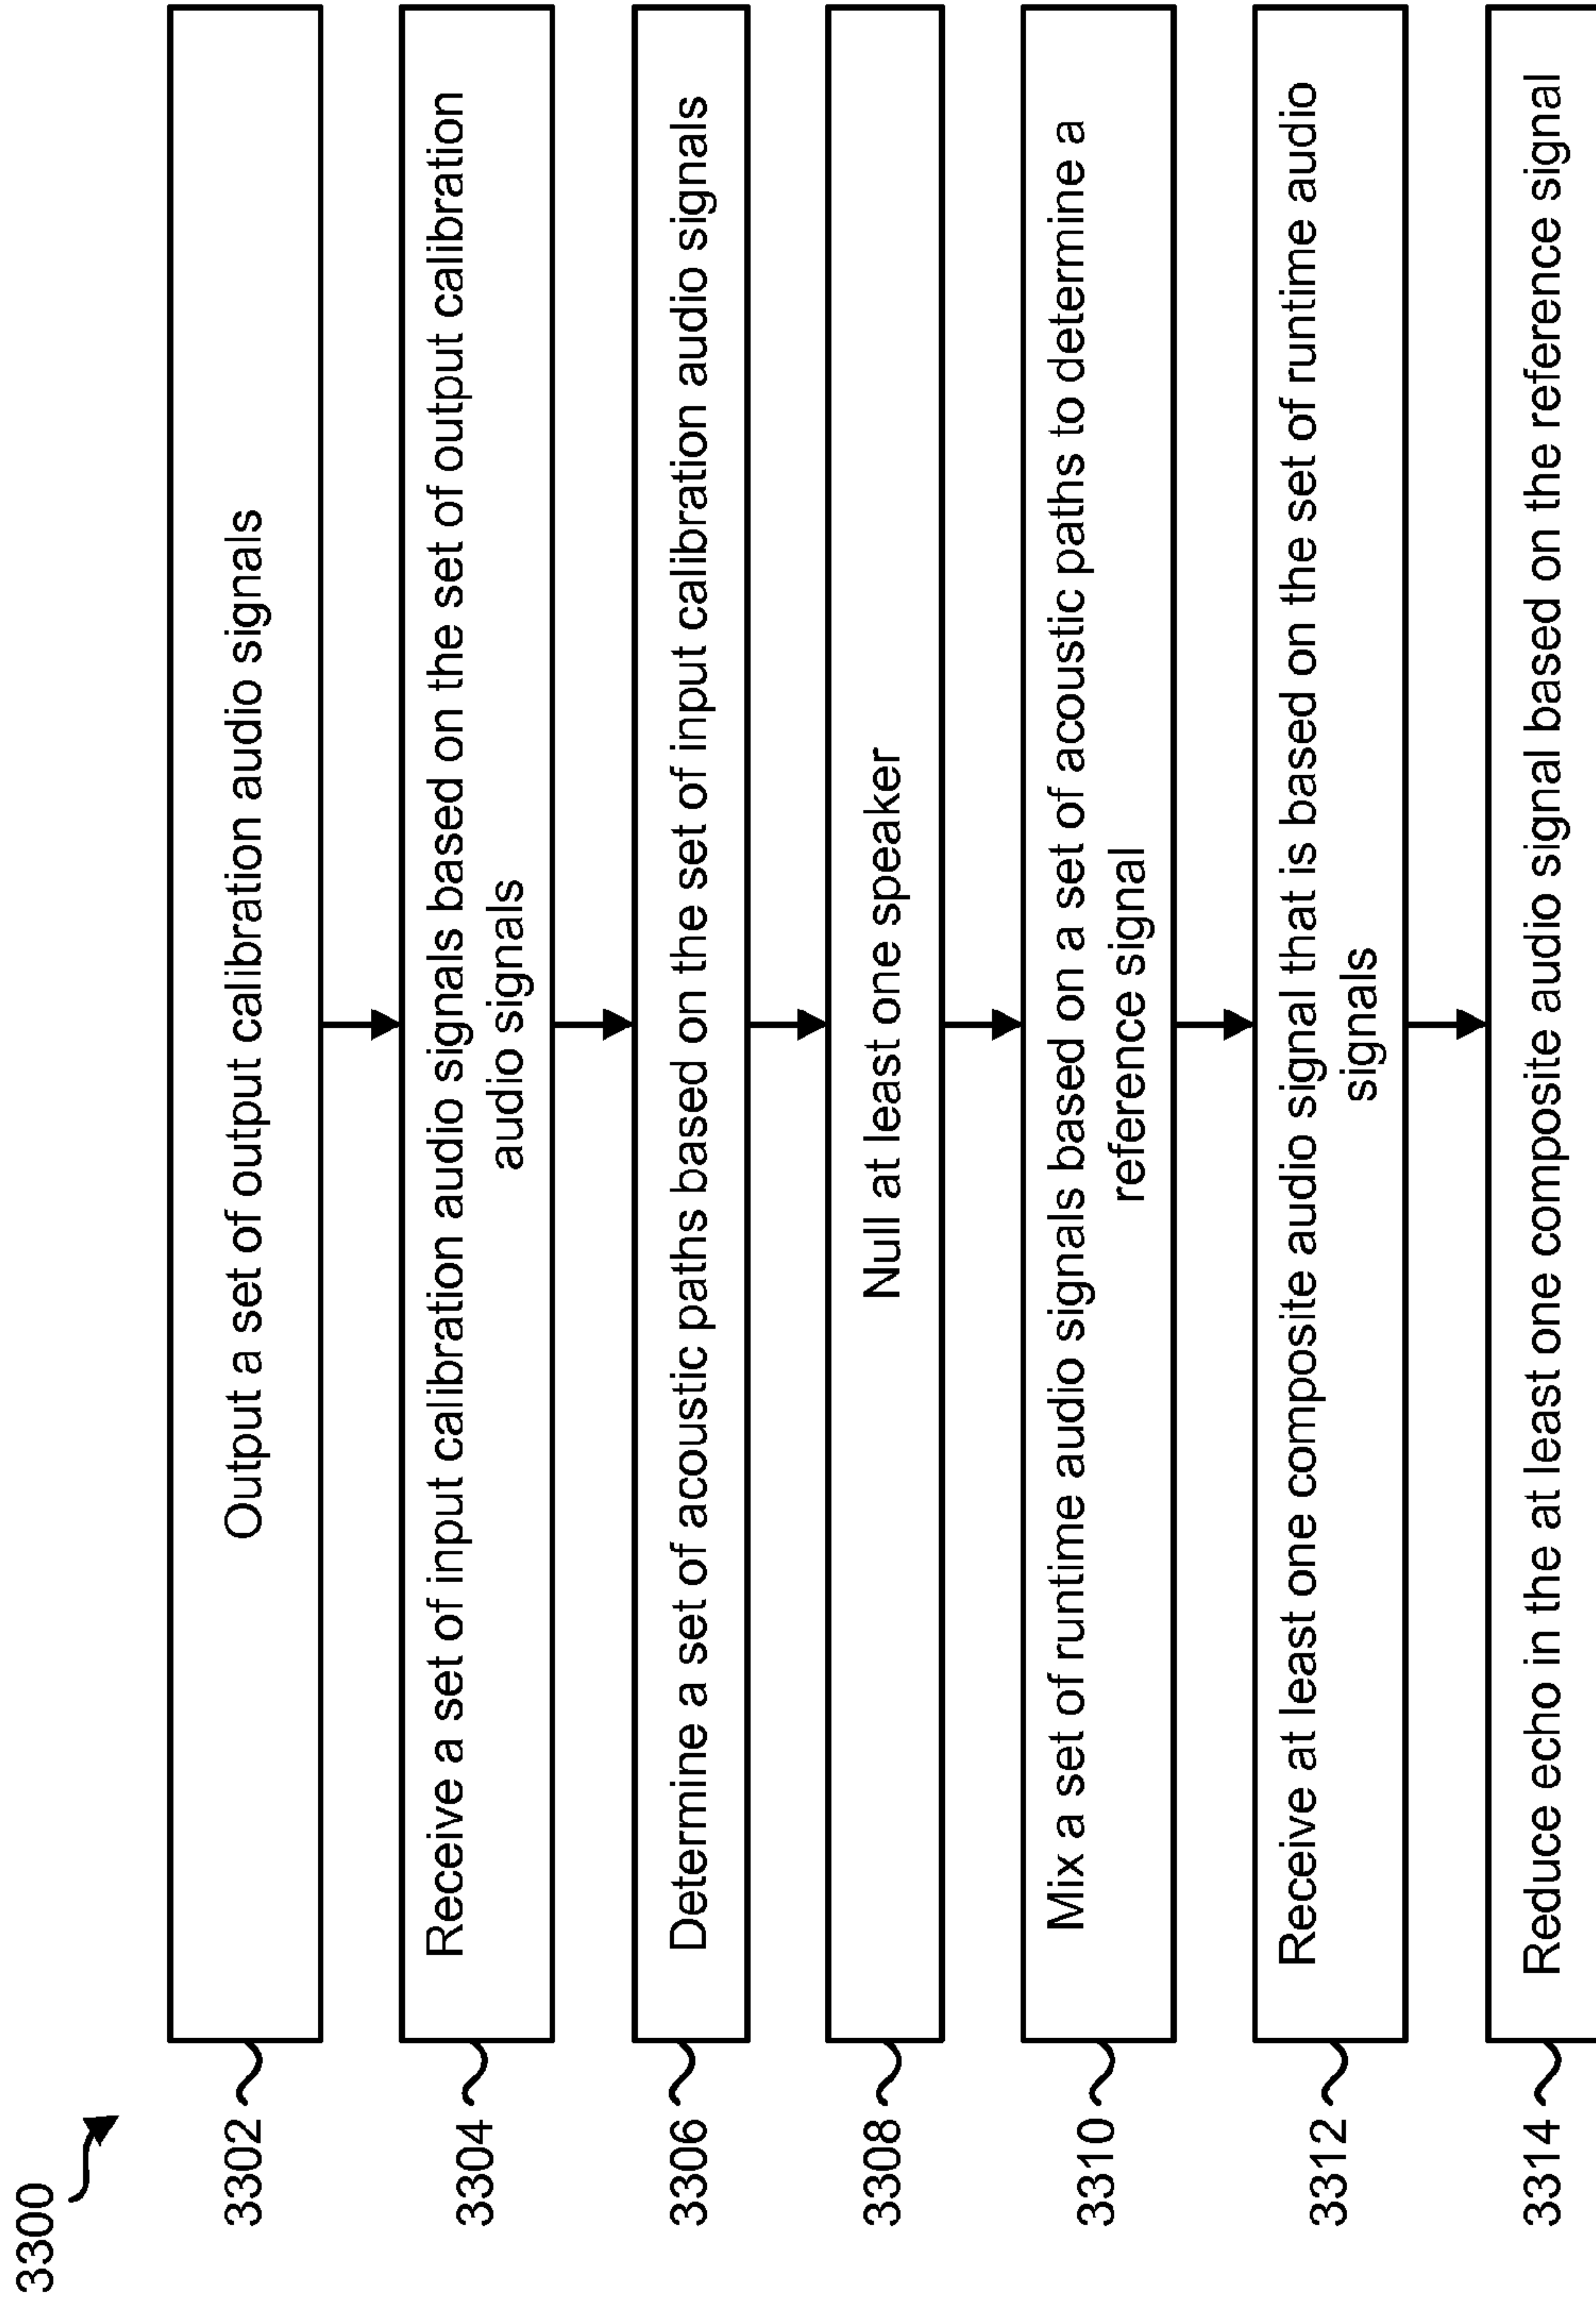 3300
3302
Output a set of output calibration audio signals
3304
Receive a set of input calibration audio signals based on the set of output calibration
audio signals
3306
Determine a set of acoustic paths based on the set of input calibration audio signals
3308
Null at least one speaker
3310
Mix a set of runtime audio signals based on a set of acoustic paths to determine a
reference signal
3312
Receive at least one composite audio signal that is based on the set of runtime audio
signals
3314
Reduce echo in the at least one composite audio signal based on the reference signal